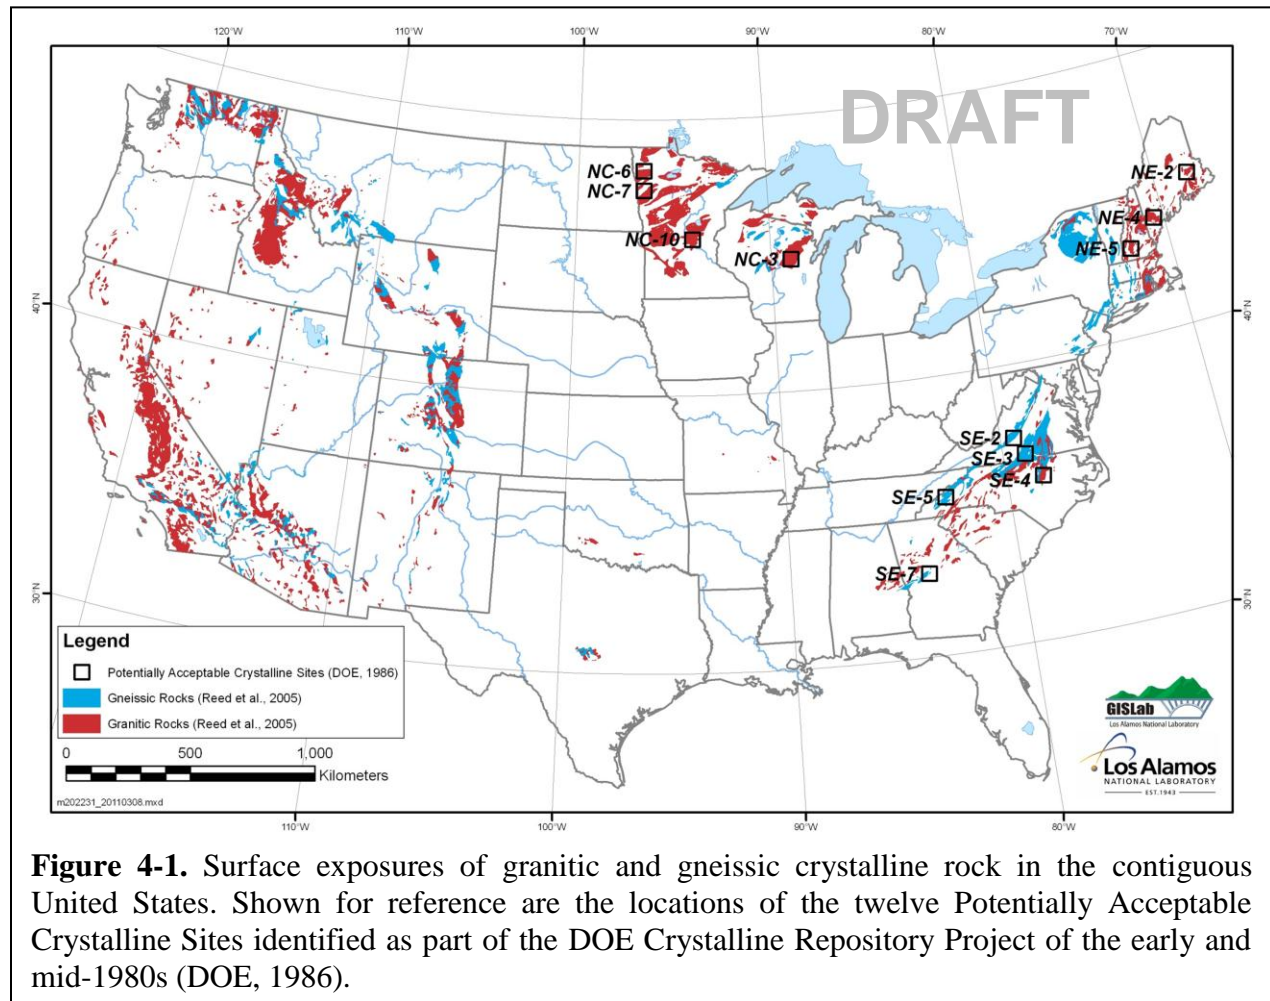 120°W
110°W
100°W
90°W
80°W
70°W
DRAFT
NC-6
NC-7
NC-10
NC-3
NE-2
NE-4
NE-5
40°N
40°N
SE-2
SE-3
SE-4
SE-5
SE-7
30°N
30°N
Legend
Potentially Acceptable Crystalline Sites (DOE, 1986)
Gneissic Rocks (Reed et al., 2005)
Granitic Rocks (Reed et al., 2005)
0 500 1,000
Kilometers
m202231_20110308.mxd
GISLab
Los Alamos National Laboratory
Los Alamos
NATIONAL LABORATORY
EST.1943
110°W
100°W
90°W
80°W
Figure 4-1. Surface exposures of granitic and gneissic crystalline rock in the contiguous
United States. Shown for reference are the locations of the twelve Potentially Acceptable
Crystalline Sites identified as part of the DOE Crystalline Repository Project of the early and
mid-1980s (DOE, 1986).